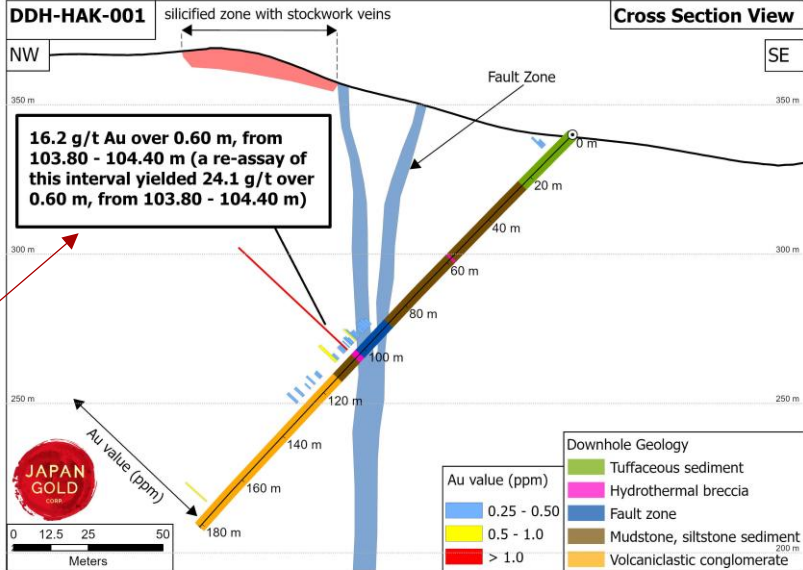 DDH-HAK-001
silicified zone with stockwork veins
Cross Section View
NW
SE
Fault Zone
350 m
350 m
16.2 g/t Au over 0.60 m, from
103.80 - 104.40 m (a re-assay of
this interval yielded 24.1 g/t over
0.60 m, from 103.80 - 104.40 m)
0 m
20 m
40 m
300 m
300 m
60 m
80 m
100 m
120 m
250 m
250 m
140 m
Au value (ppm)
160 m
180 m
JAPAN
GOLD
CORP.
0 12.5 25 50
Meters
Au value (ppm)
0.25 - 0.50
0.5 - 1.0
> 1.0
Downhole Geology
Tuffaceous sediment
Hydrothermal breccia
Fault zone
Mudstone, siltstone sediment
200 m
Volcaniclastic conglomerate